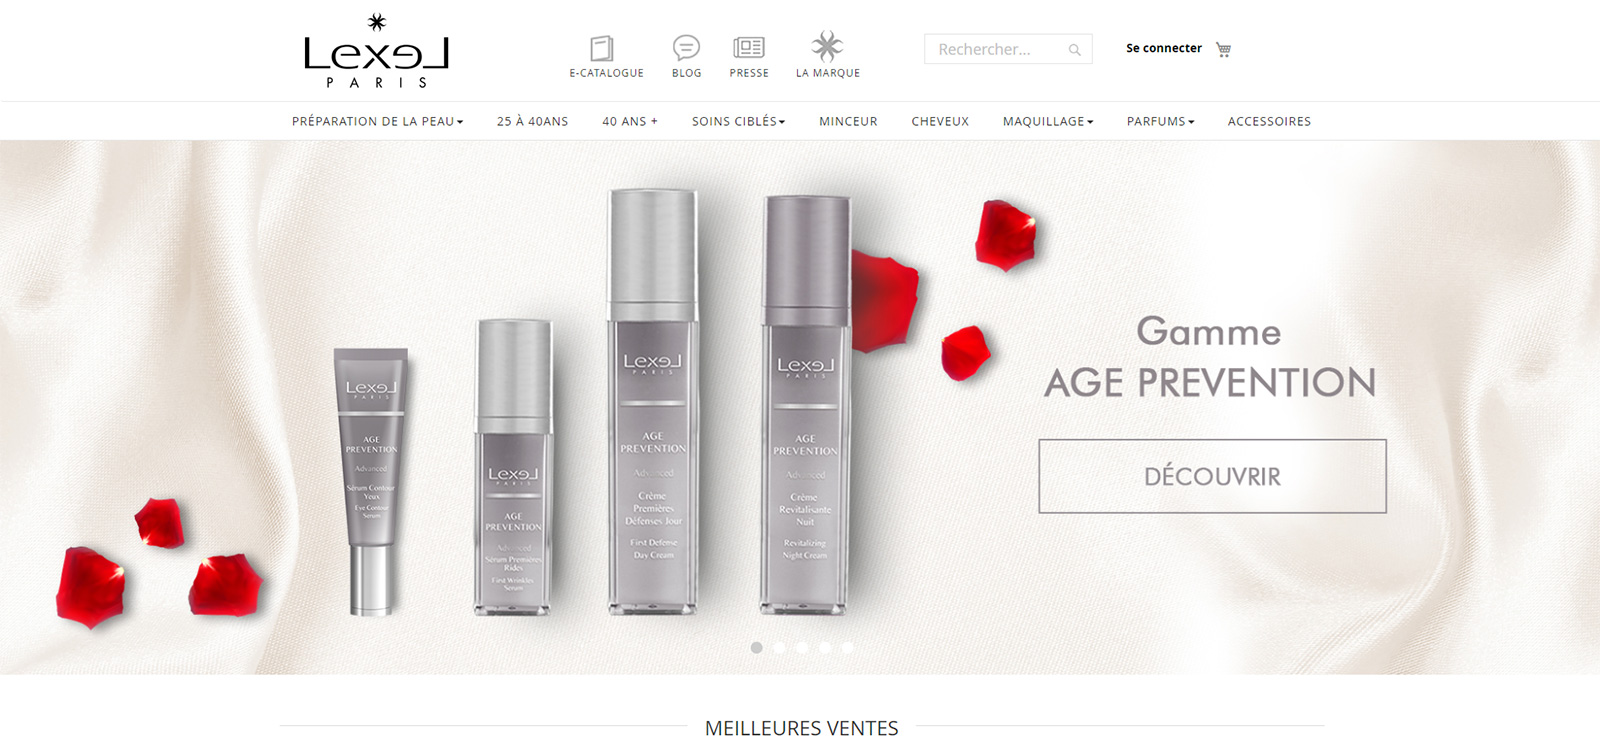 LexeL
PARIS
E-CATALOGUE
BLOG
PRESSE
LA MARQUE
Rechercher...
Se connecter
PRÉPARATION DE LA PEAU
25 À 40ANS
40 ANS +
SOINS CIBLÉS
MINCEUR
CHEVEUX
MAQUILLAGE
PARFUMS
ACCESSOIRES
LexeL
PARIS
AGE
PREVENTION
Advanced
Sérum Contour
Yeux
Eye Contour
Serum
LexeL
PARIS
AGE
PREVENTION
Advanced
Sérum Premières
Rides
First Wrinkles
Serum
LexeL
PARIS
AGE
PREVENTION
Advanced
Crème
Premières
Défenses Jour
First Defense
Day Cream
LexeL
PARIS
AGE
PREVENTION
Advanced
Crème
Revitalisante
Nuit
Revitalizing
Night Cream
Gamme
AGE PREVENTION
DÉCOUVRIR
MEILLEURES VENTES